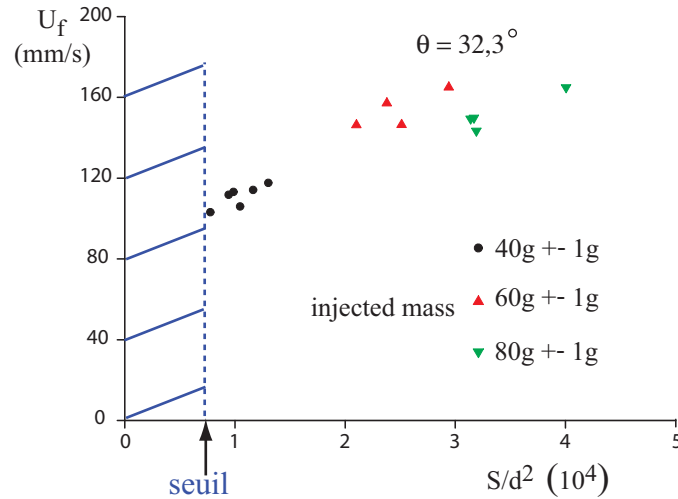 U_f
(mm/s)
θ = 32,3°
200
160
120
80
40
0
40g +- 1g
injected mass
60g +- 1g
80g +- 1g
0 1 2 3 4 5
seuil
S/d² (10⁴)